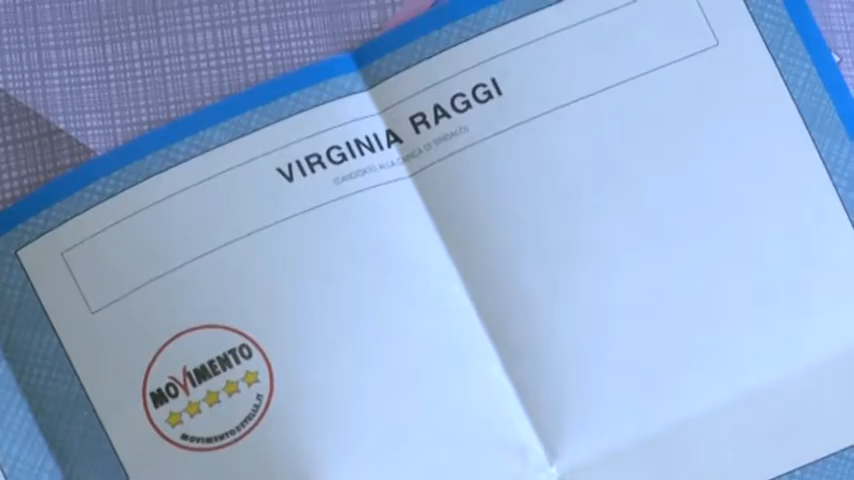 VIRGINIA RAGGI
(CANDIDATO ALLA CARICA DI SINDACO)
MOVIMENTO
MOVIMENTO5STELLE.IT